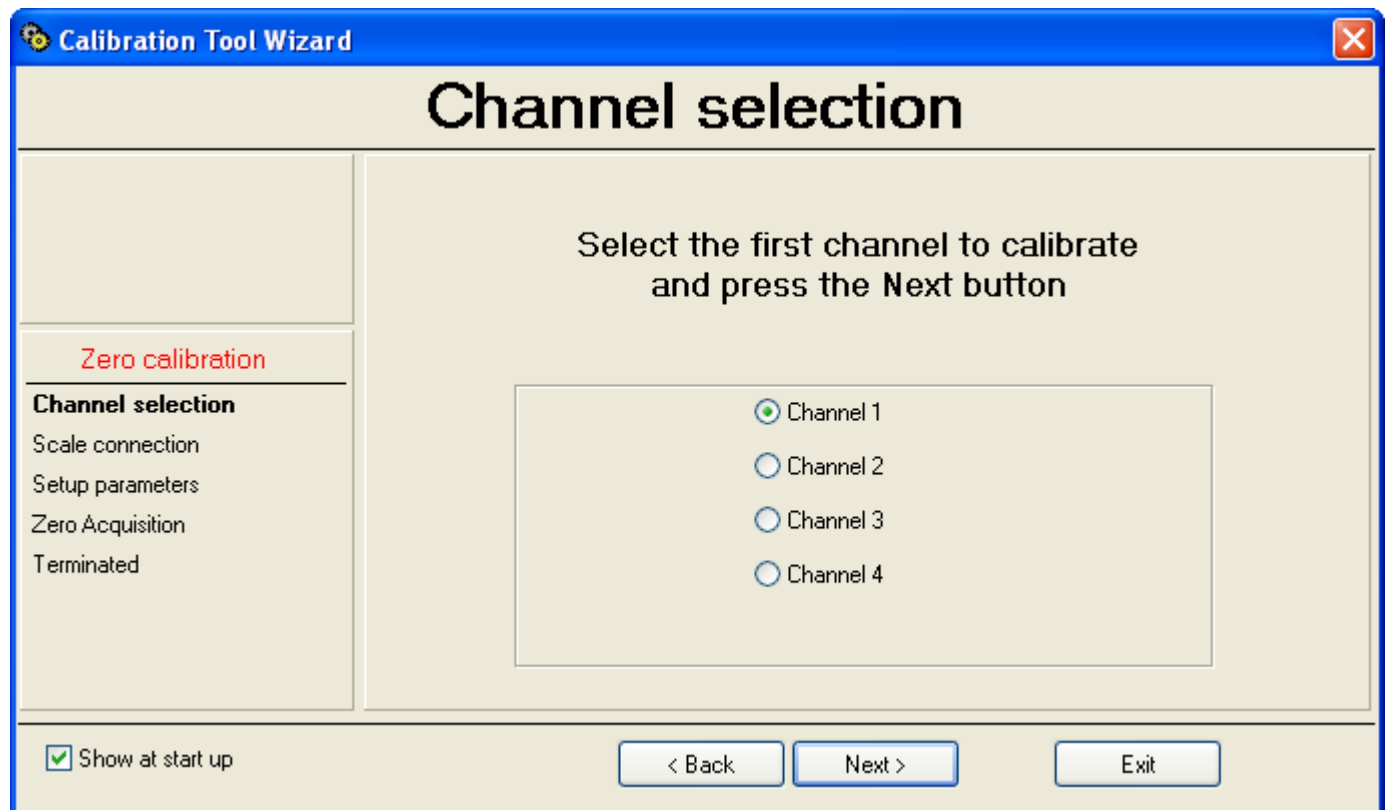 Calibration Tool Wizard
Channel selection
Select the first channel to calibrate
and press the Next button
Zero calibration
Channel selection
Scale connection
Setup parameters
Zero Acquisition
Terminated
Channel 1
Channel 2
Channel 3
Channel 4
Show at start up
< Back
Next >
Exit